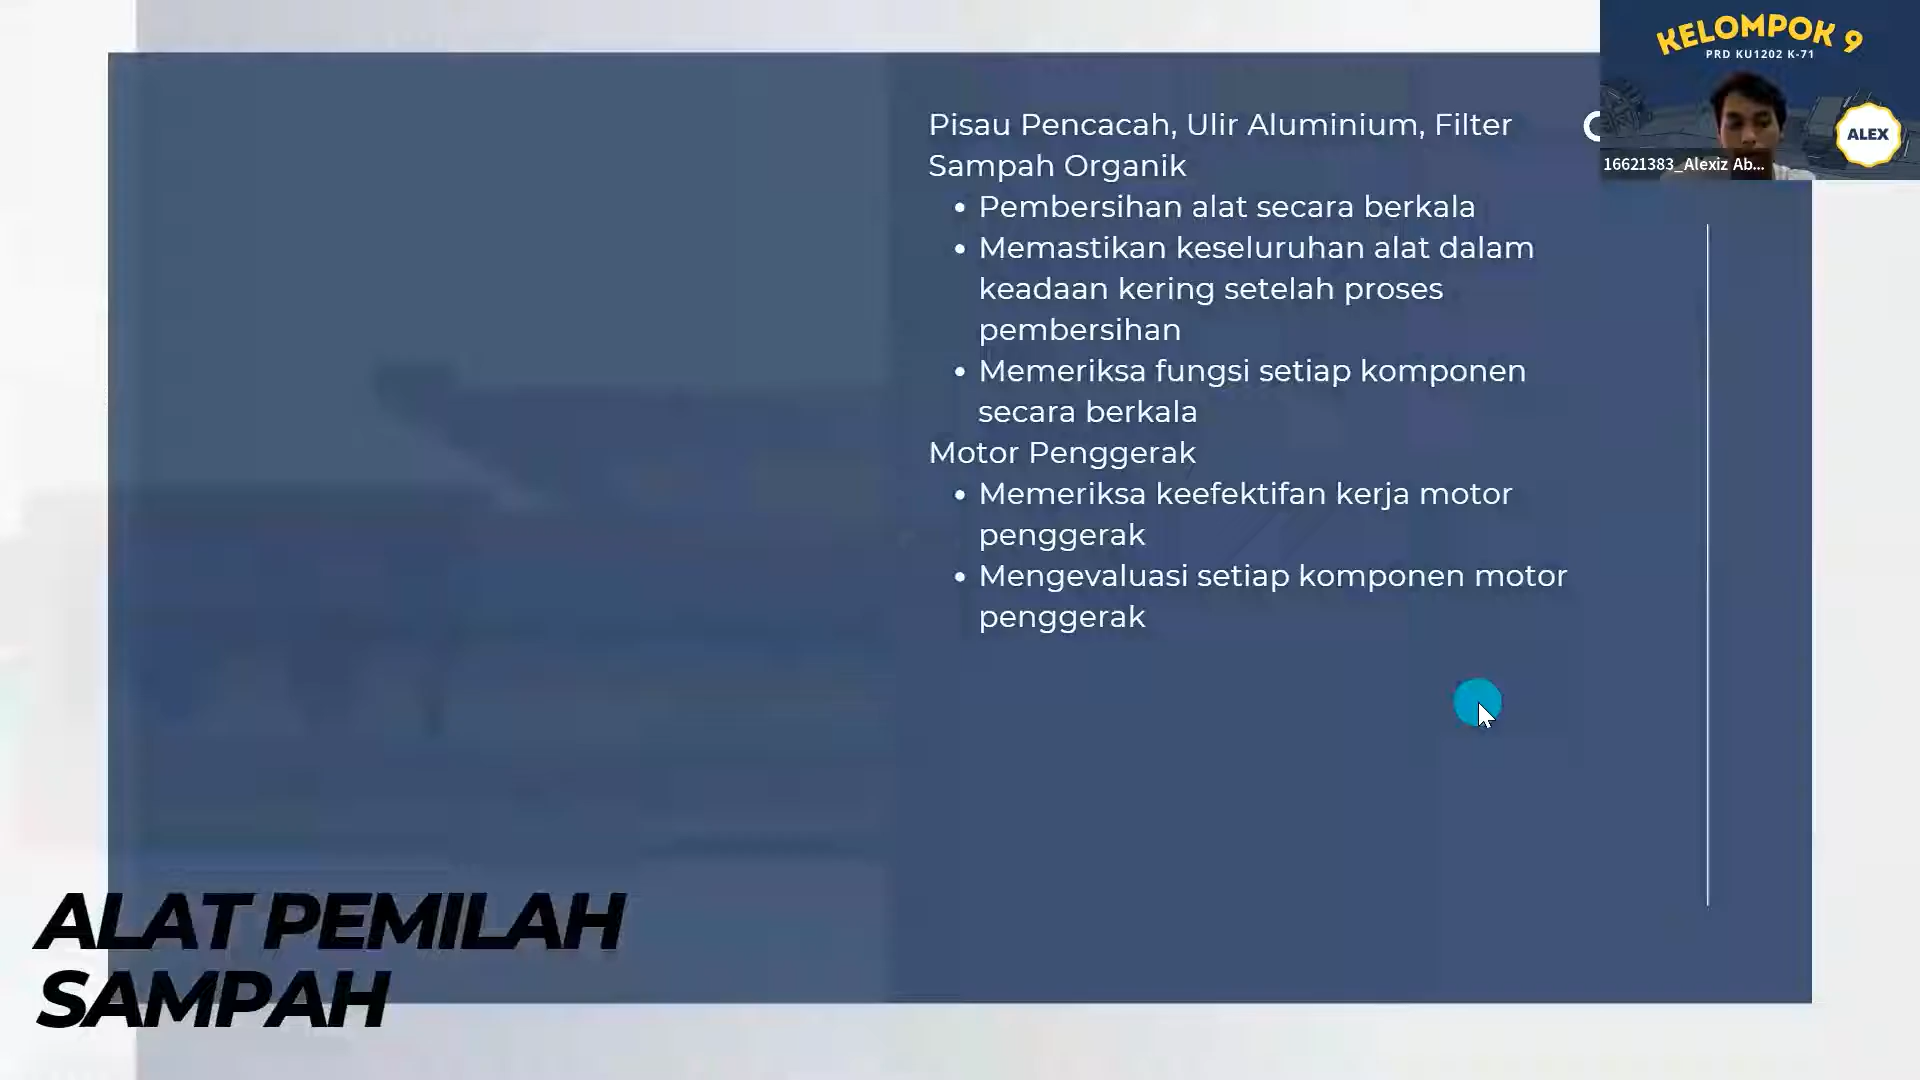 KELOMPOK 9
PRD KU1202 K-71
ALEX
16621383_Alexiz Ab...
Pisau Pencacah, Ulir Aluminium, Filter
Sampah Organik
• Pembersihan alat secara berkala
• Memastikan keseluruhan alat dalam
keadaan kering setelah proses
pembersihan
• Memeriksa fungsi setiap komponen
secara berkala
Motor Penggerak
• Memeriksa keefektifan kerja motor
penggerak
• Mengevaluasi setiap komponen motor
penggerak
ALAT PEMILAH
SAMPAH